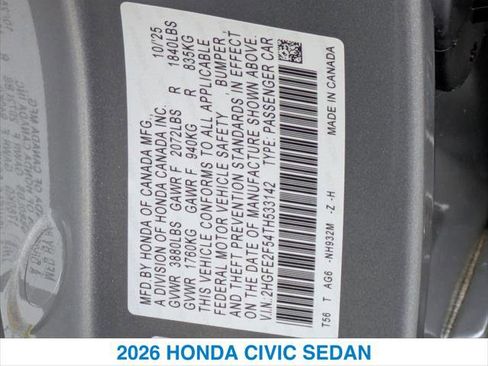 MFD.BY HONDA OF CANADA MFG., 10/25
A DIVISION OF HONDA CANADA INC.
GVWR 3880LBS GAWR F 2072LBS R 1840LBS
GVWR 1760KG GAWR F 940KG R 835KG
THIS VEHICLE CONFORMS TO ALL APPLICABLE
FEDERAL MOTOR VEHICLE SAFETY, BUMPER,
AND THEFT PREVENTION STANDARDS IN EFFECT
ON THE DATE OF MANUFACTURE SHOWN ABOVE.
V.I.N.:2HGFE2F54TH533142 TYPE: PASSENGER CAR
T56 T AG6 -NH932M -Z -H MADE IN CANADA
2026 HONDA CIVIC SEDAN